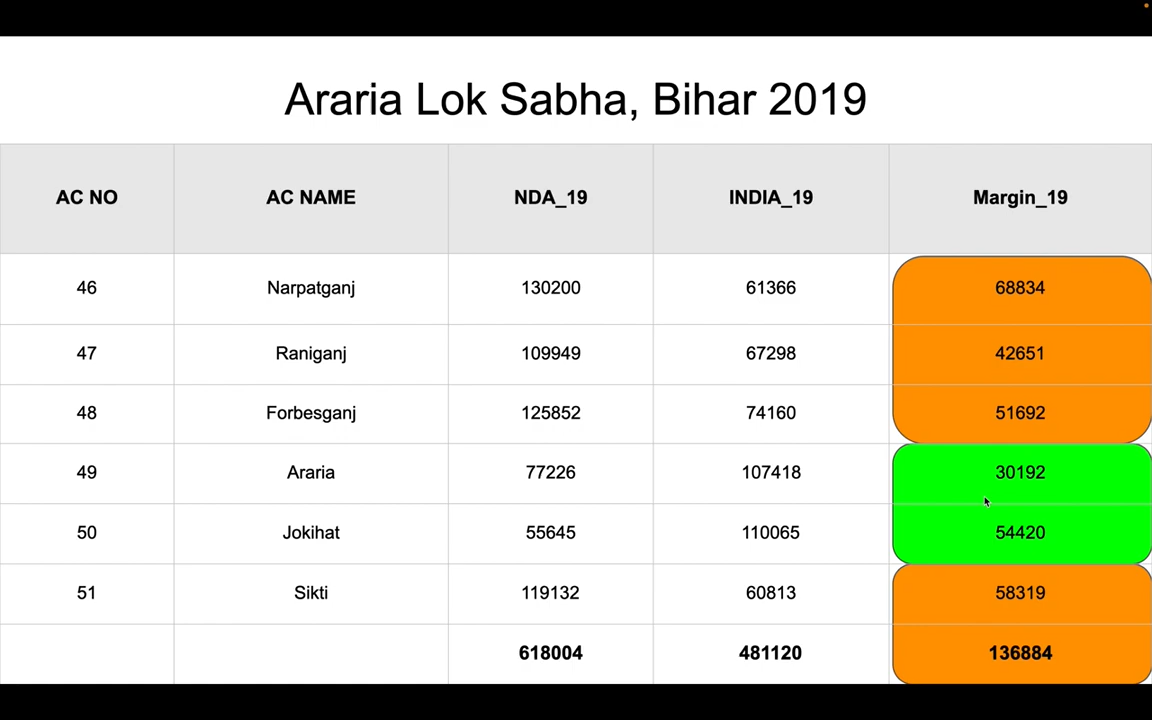 Araria Lok Sabha, Bihar 2019
AC NO AC NAME NDA_19 INDIA_19 Margin_19
46 Narpatganj 130200 61366 68834
47 Raniganj 109949 67298 42651
48 Forbesganj 125852 74160 51692
49 Araria 77226 107418 30192
50 Jokihat 55645 110065 54420
51 Sikti 119132 60813 58319
618004 481120 136884